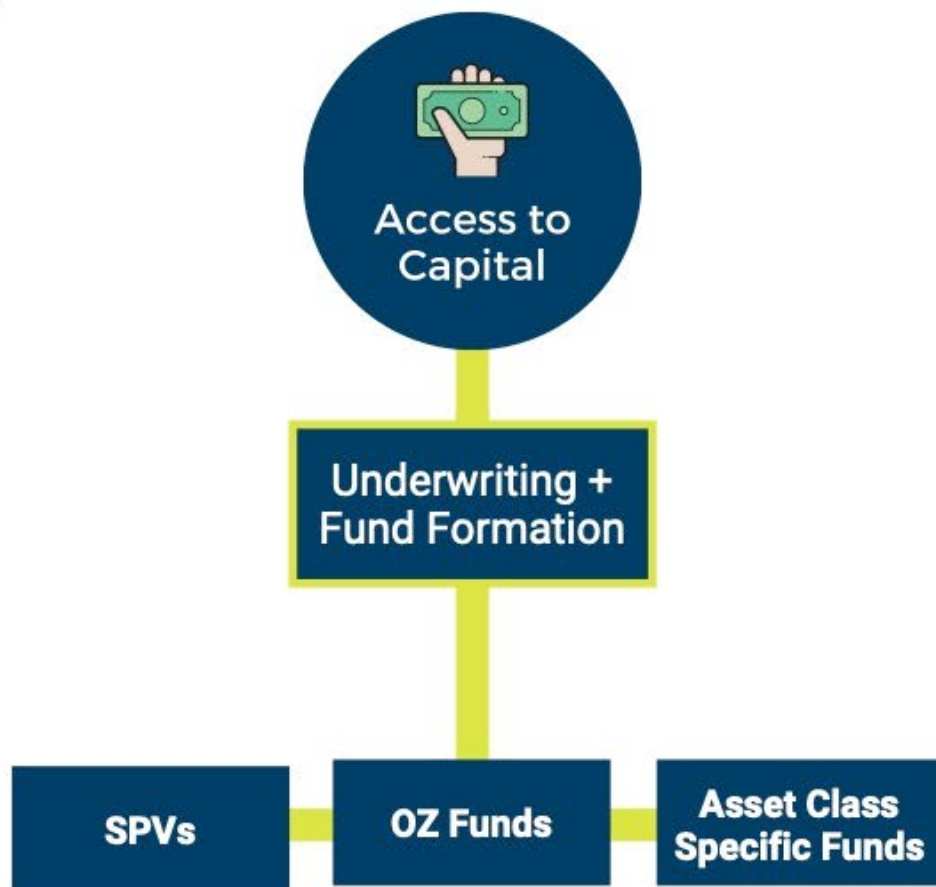 Access to
Capital
Underwriting +
Fund Formation
SPVs
OZ Funds
Asset Class
Specific Funds